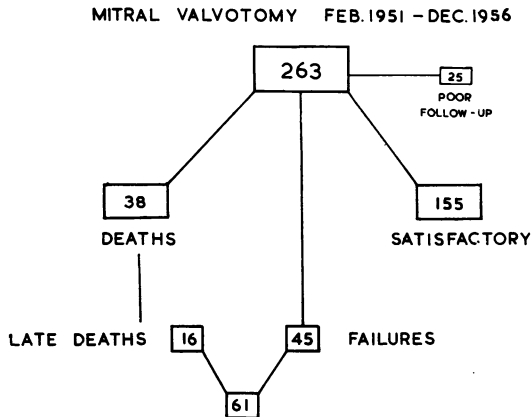 MITRAL VALVOTOMY FEB. 1951 - DEC. 1956
263
25
POOR
FOLLOW-UP
38
DEATHS
155
SATISFACTORY
LATE DEATHS 16 45 FAILURES
61